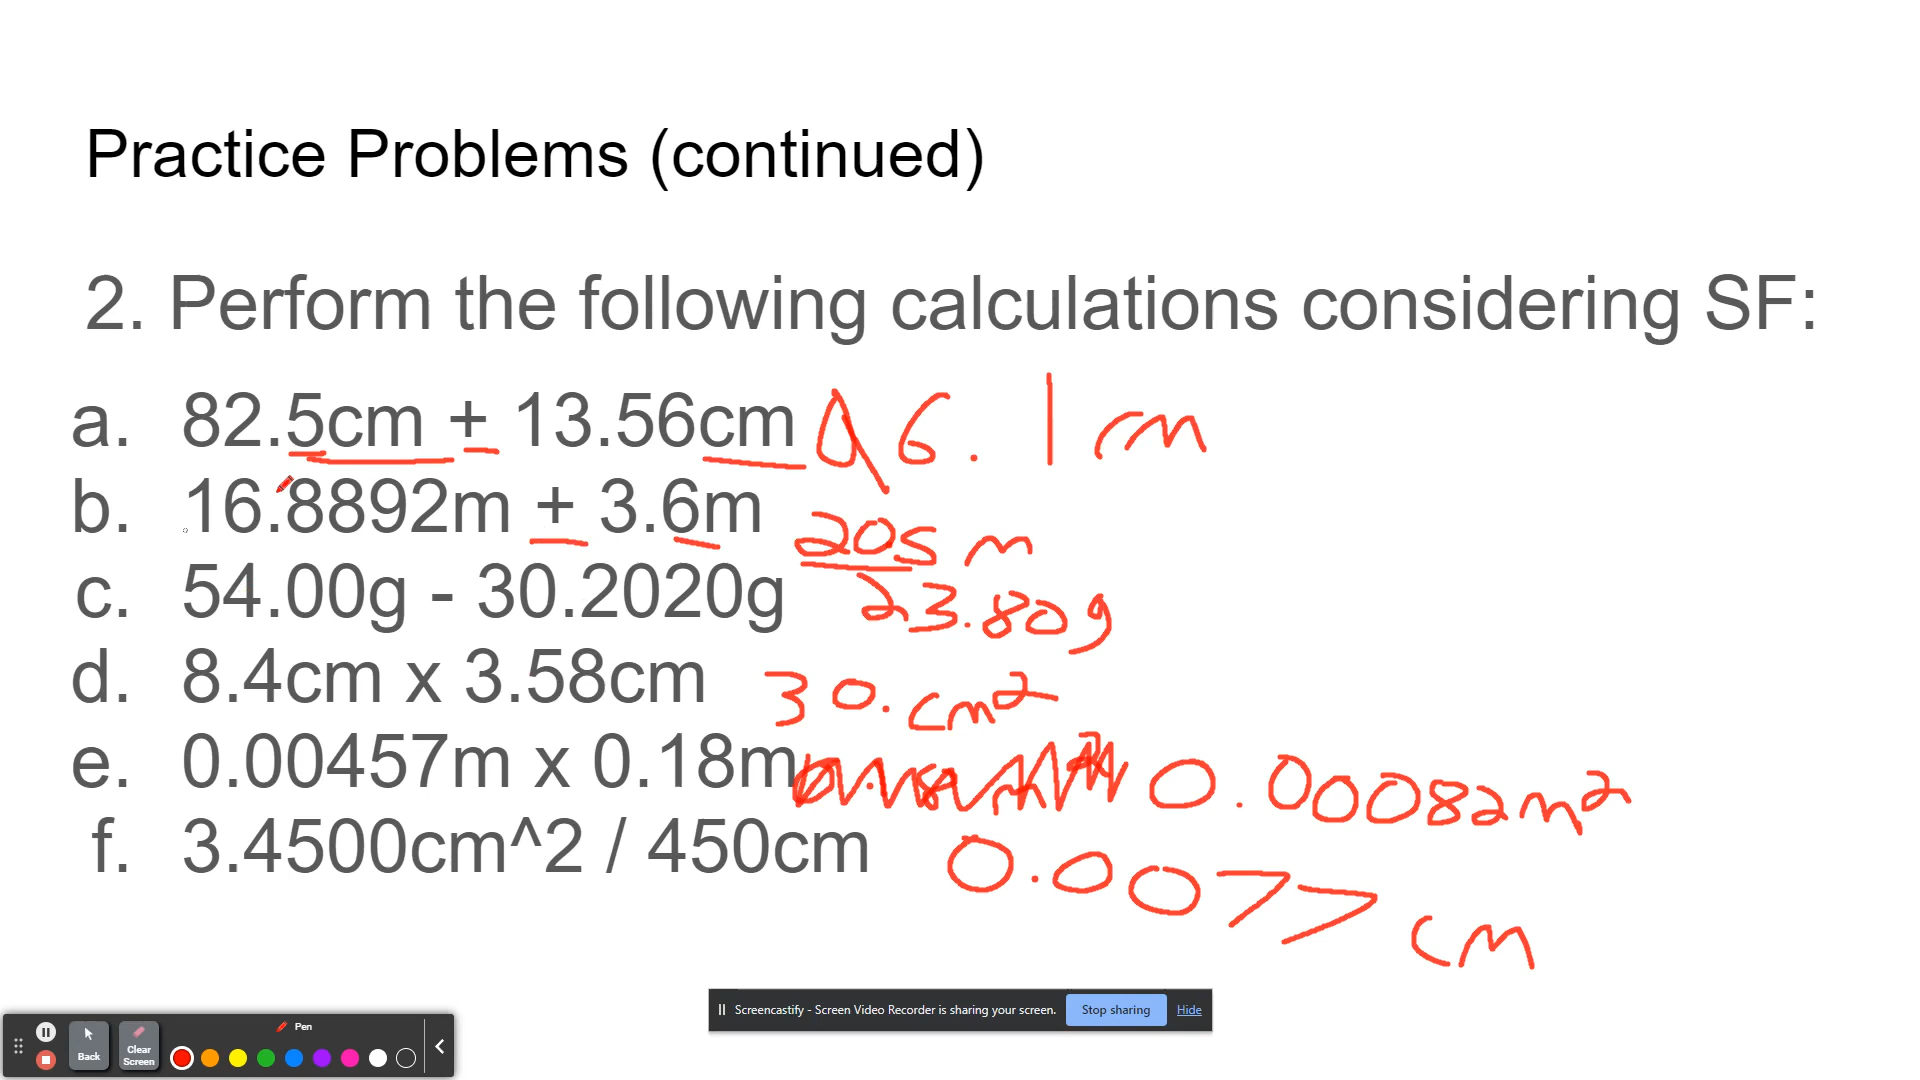 Practice Problems (continued)
2. Perform the following calculations considering SF:
a. 82.5cm + 13.56cm 96.1cm
b. 16.8892m + 3.6m 20.5 m
c. 54.00g - 30.2020g 23.80g
d. 8.4cm x 3.58cm 30. cm²
e. 0.00457m x 0.18m 0.00082m²
f. 3.4500cm^2 / 450cm 0.0077 cm
Screencastify - Screen Video Recorder is sharing your screen. Stop sharing Hide
Pen
Back
Clear
Screen